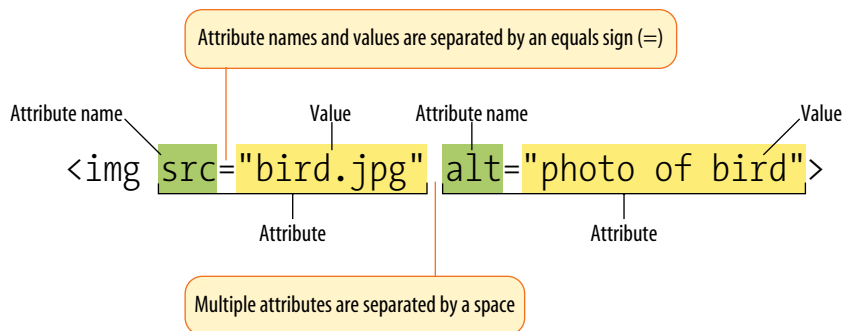 Attribute names and values are separated by an equals sign (=)
Attribute name Value Attribute name Value
<img src="bird.jpg" alt="photo of bird">
Attribute Attribute
Multiple attributes are separated by a space